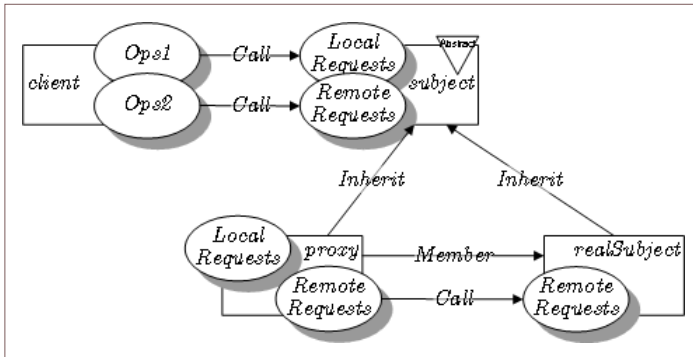 Ops1
Call
Local
Requests
Abstract
client
subject
Ops2
Call
Remote
Requests
Inherit
Inherit
Local
Requests
proxy
Member
realSubject
Remote
Requests
Call
Remote
Requests